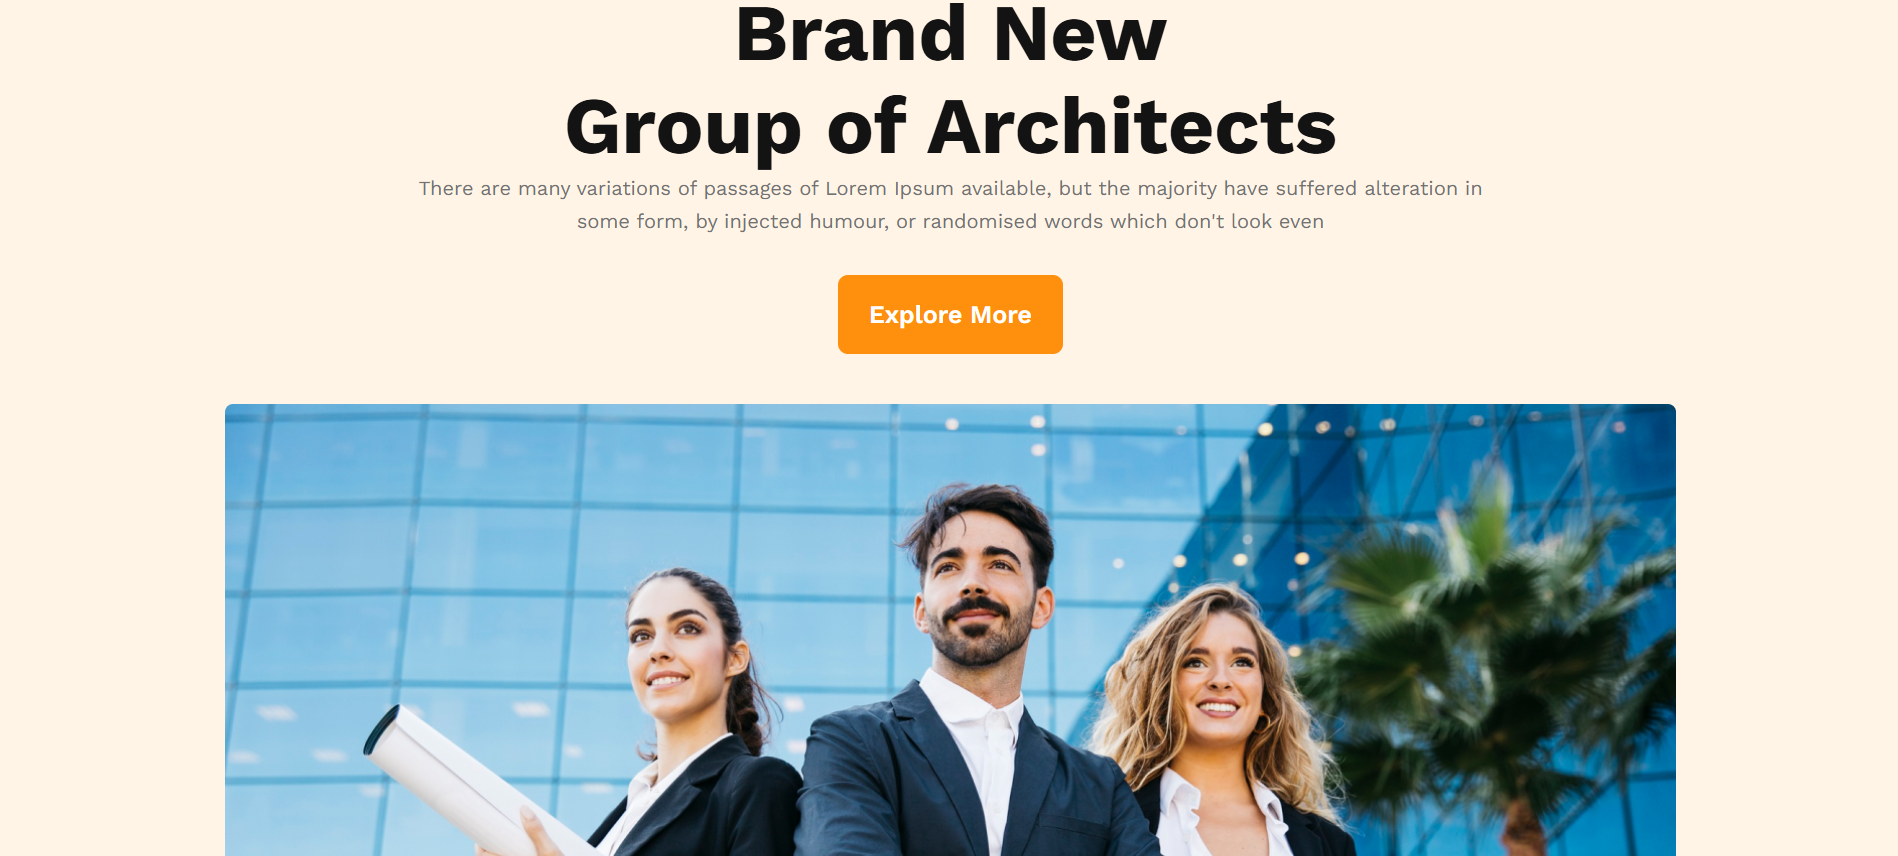 Brand New
Group of Architects
There are many variations of passages of Lorem Ipsum available, but the majority have suffered alteration in
some form, by injected humour, or randomised words which don't look even
Explore More